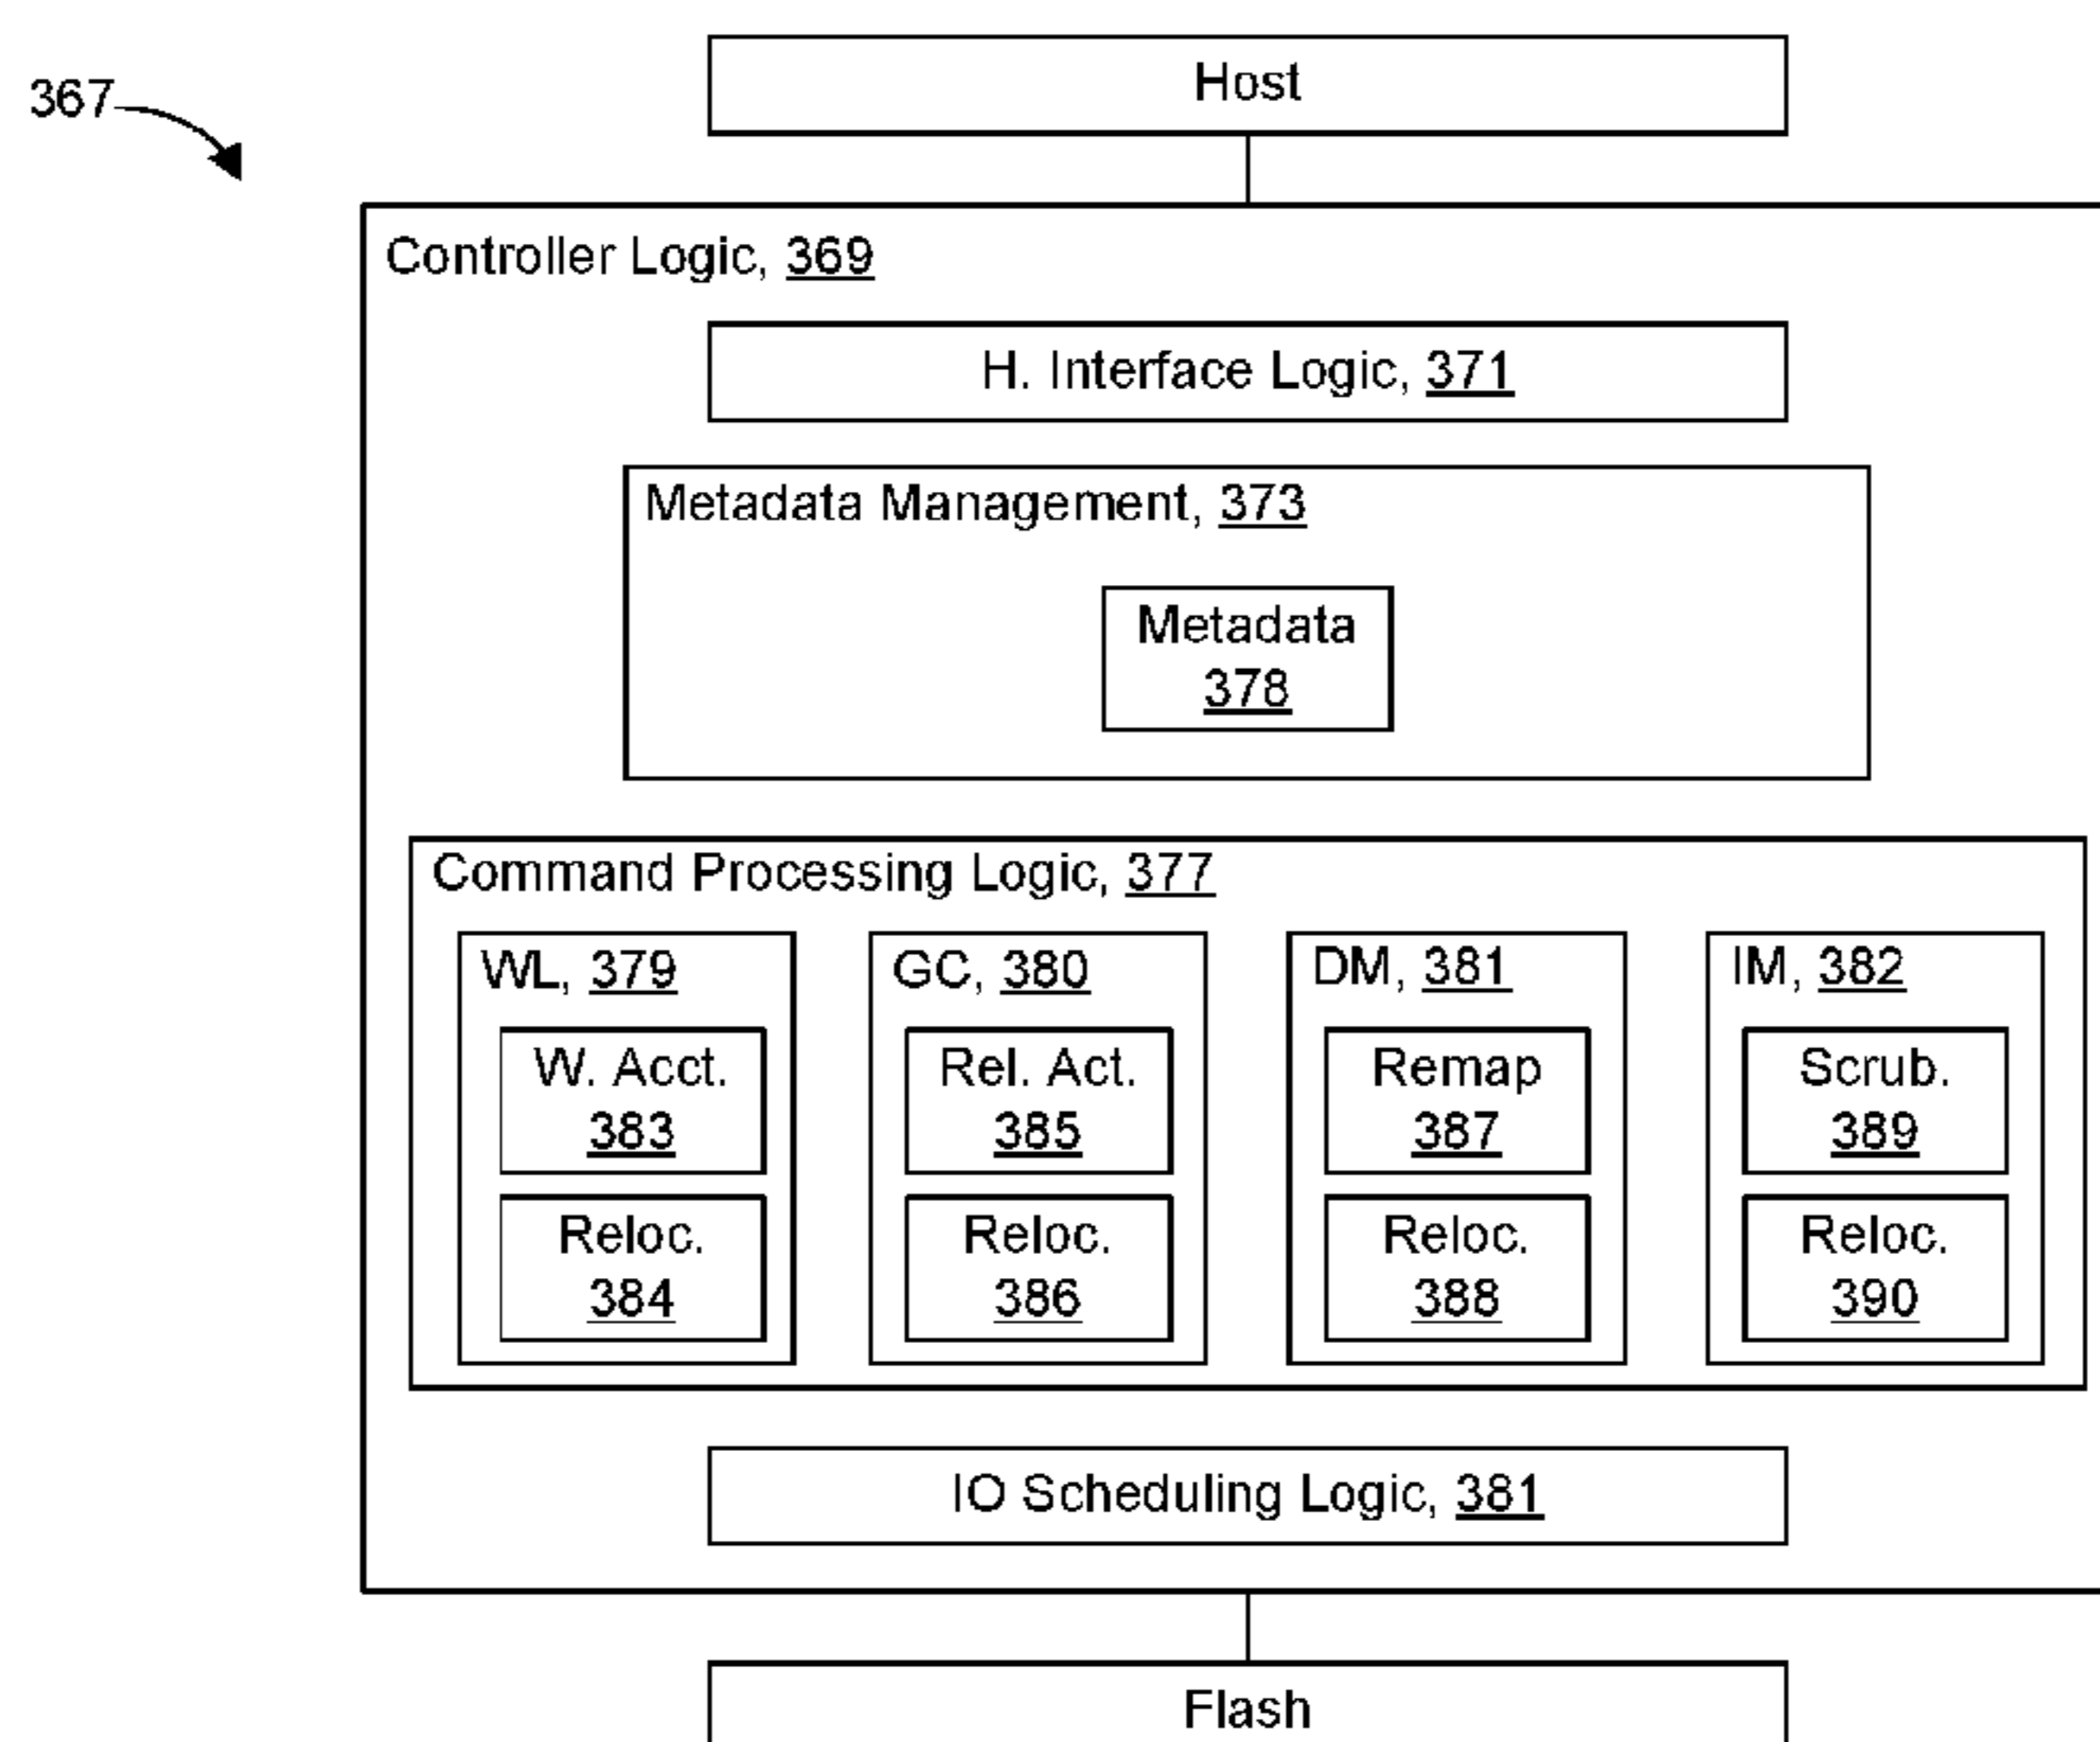 Host
367
Controller Logic, 369
H. Interface Logic, 371
Metadata Management, 373
Metadata
378
Command Processing Logic, 377
WL, 379
W. Acct.
383
Reloc.
384
GC, 380
Rel. Act.
385
Reloc.
386
DM, 381
Remap
387
Reloc.
388
IM, 382
Scrub.
389
Reloc.
390
IO Scheduling Logic, 381
Flash